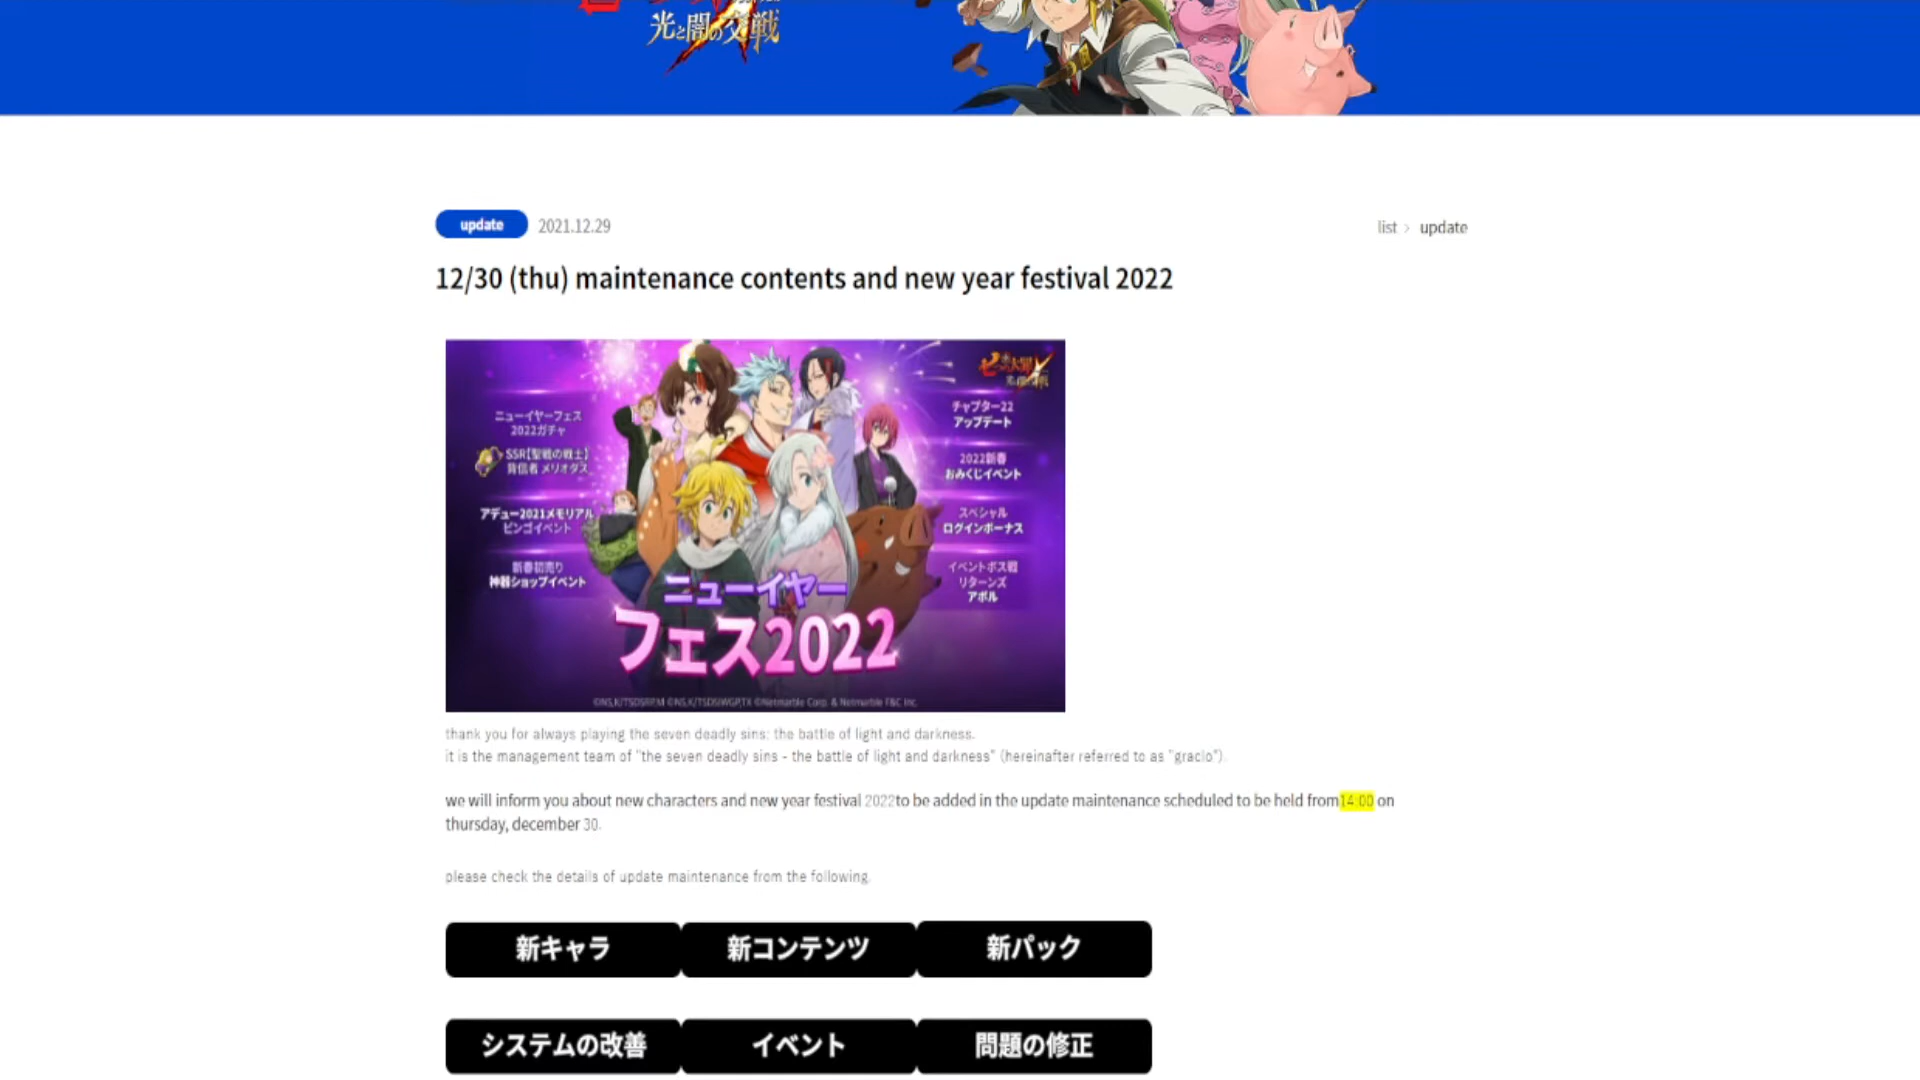 光と闇の交戦
update 2021.12.29
list > update
12/30 (thu) maintenance contents and new year festival 2022
ニューイヤーフェス
2022ガチャ
SSR【聖戦の戦士】
背信者 メリオダス
アデュー2021メモリアル
ビンゴイベント
新春初売り
神器ショップイベント
チャプター22
アップデート
2022新春
おみくじイベント
スペシャル
ログインボーナス
イベントボス戦
リターンズ
アポル
ニューイヤー
フェス2022
©Netmarble Corp. & Netmarble F&C Inc.
thank you for always playing the seven deadly sins: the battle of light and darkness.
it is the management team of "the seven deadly sins - the battle of light and darkness" (hereinafter referred to as "graclo").
we will inform you about new characters and new year festival 2022to be added in the update maintenance scheduled to be held from14:00 on
thursday, december 30.
please check the details of update maintenance from the following.
新キャラ 新コンテンツ 新パック
システムの改善 イベント 問題の修正